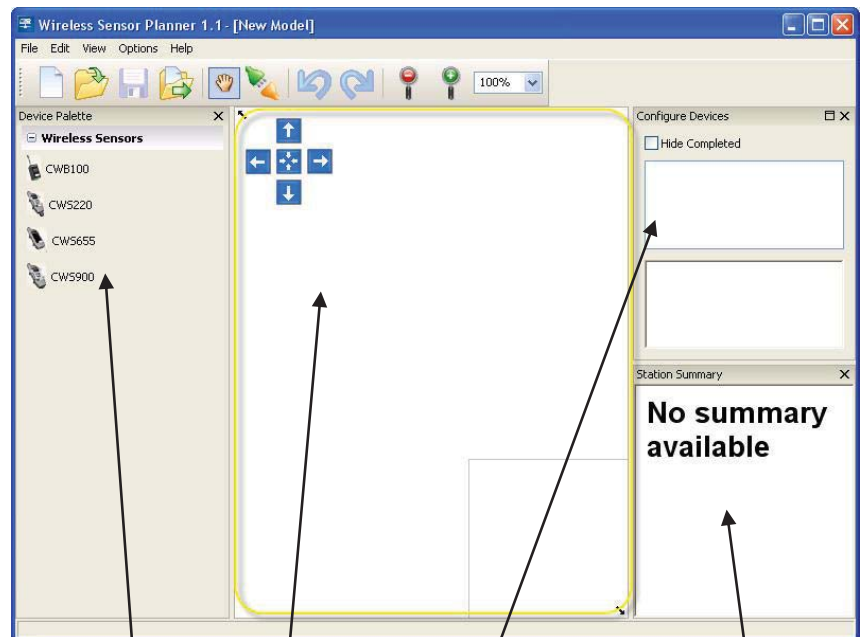 Wireless Sensor Planner 1.1 - [New Model]
File Edit View Options Help
100%
Device Palette
Wireless Sensors
CWB100
CWS220
CWS655
CWS900
Configure Devices
Hide Completed
Station Summary
No summary
available